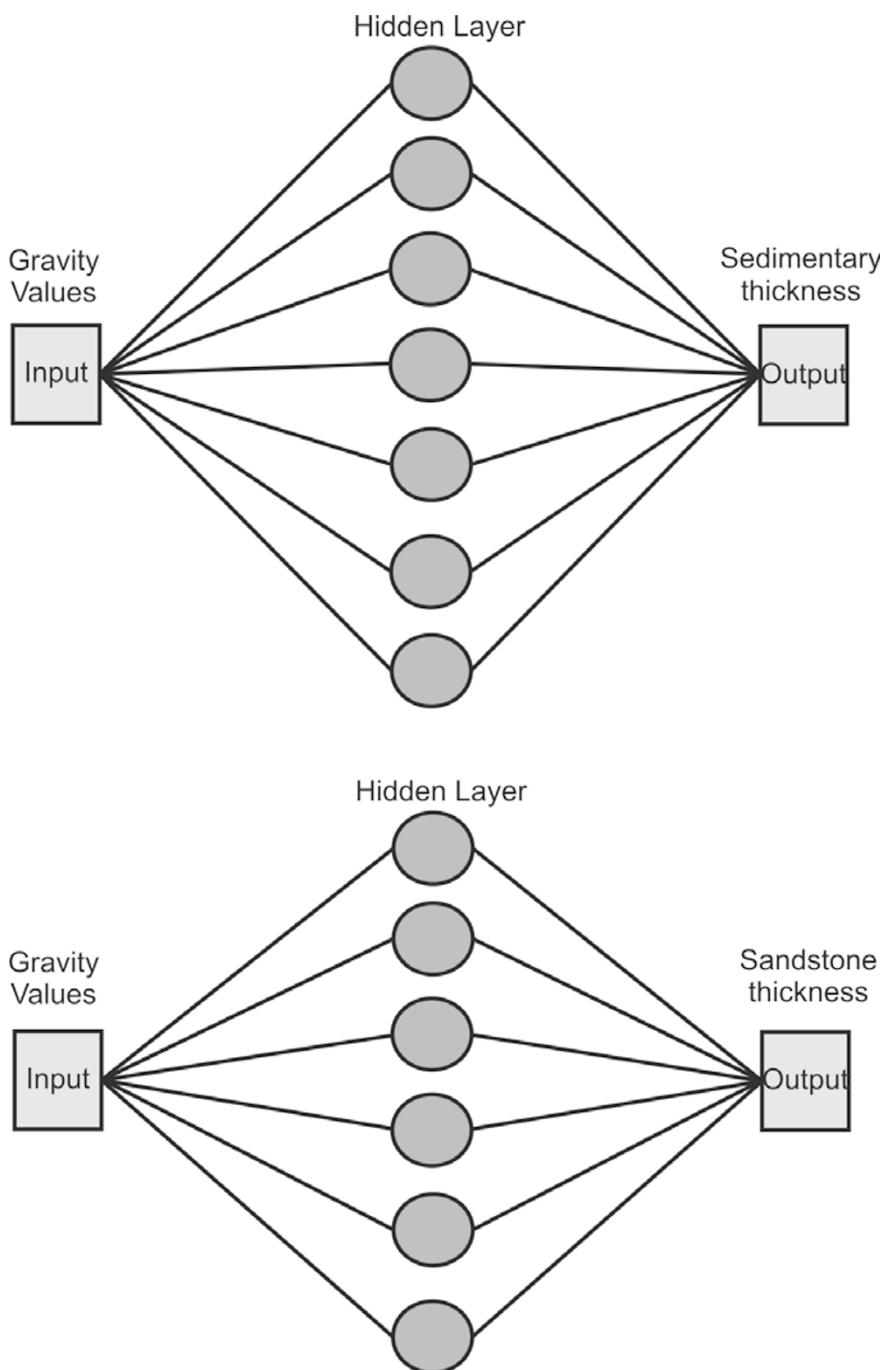 Hidden Layer
Gravity
Values
Sedimentary
thickness
Input
Output
Hidden Layer
Gravity
Values
Sandstone
thickness
Input
Output